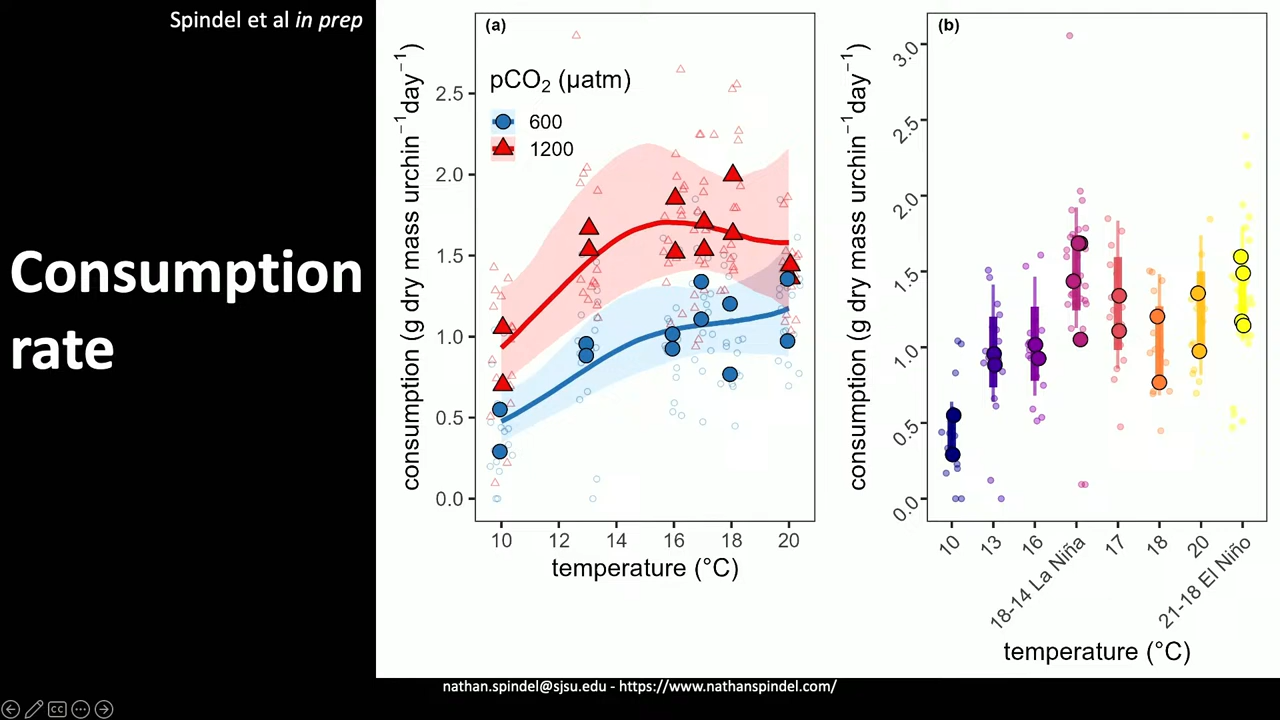 Spindel et al in prep
Consumption
rate
(a)
pCO₂ (µatm)
600
1200
consumption (g dry mass urchin⁻¹day⁻¹)
2.5
2.0
1.5
1.0
0.5
0.0
10 12 14 16 18 20
temperature (°C)
(b)
consumption (g dry mass urchin⁻¹day⁻¹)
3.0
2.5
2.0
1.5
1.0
0.5
0.0
10 13 16 18-14 La Niña 17 18 20 21-18 El Niño
temperature (°C)
nathan.spindel@sjsu.edu - https://www.nathanspindel.com/